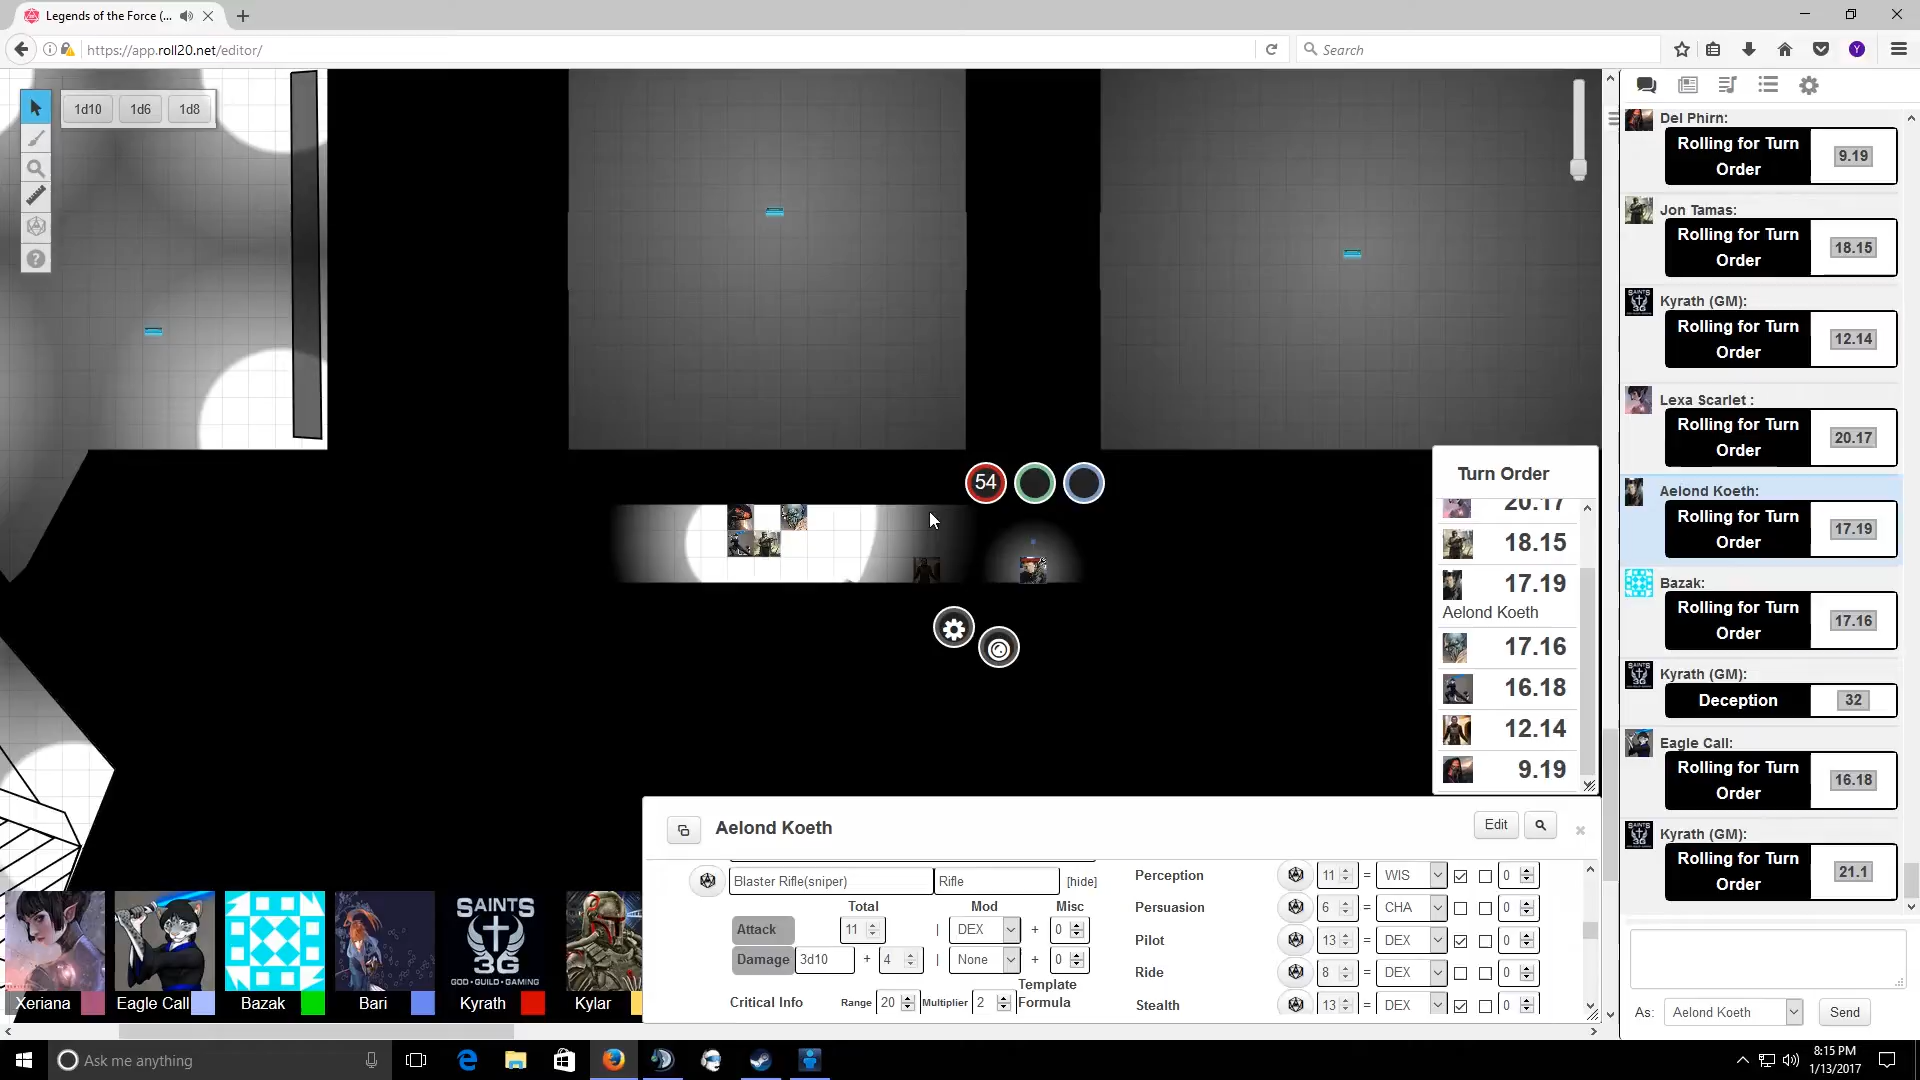 Legends of the Force (...
https://app.roll20.net/editor/
Search
Y
1d10
1d6
1d8
54
Turn Order
20.17
18.15
17.19
Aelond Koeth
17.16
16.18
12.14
9.19
Del Phirn:
Rolling for Turn
Order
9.19
Jon Tamas:
Rolling for Turn
Order
18.15
Kyrath (GM):
Rolling for Turn
Order
12.14
Lexa Scarlet :
Rolling for Turn
Order
20.17
Aelond Koeth:
Rolling for Turn
Order
17.19
Bazak:
Rolling for Turn
Order
17.16
Kyrath (GM):
Deception
32
Eagle Call:
Rolling for Turn
Order
16.18
Kyrath (GM):
Rolling for Turn
Order
21.1
As:
Aelond Koeth
Send
Aelond Koeth
Edit
Blaster Rifle(sniper)
Rifle
[hide]
Total
Mod
Misc
Attack
11
|
DEX
+
0
Damage
3d10
+
4
|
None
+
0
Critical Info
Range
20
Multiplier
2
Template
Formula
Perception
11
=
WIS
0
Persuasion
6
=
CHA
0
Pilot
13
=
DEX
0
Ride
8
=
DEX
0
Stealth
13
=
DEX
0
Xeriana
Eagle Call
Bazak
Bari
SAINTS
3G
GOD · GUILD · GAMING
Kyrath
Kylar
Ask me anything
8:15 PM
1/13/2017